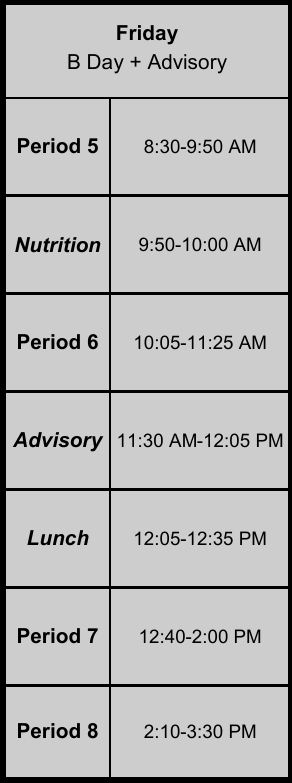 Friday
B Day + Advisory
Period 5 8:30-9:50 AM
Nutrition 9:50-10:00 AM
Period 6 10:05-11:25 AM
Advisory 11:30 AM-12:05 PM
Lunch 12:05-12:35 PM
Period 7 12:40-2:00 PM
Period 8 2:10-3:30 PM